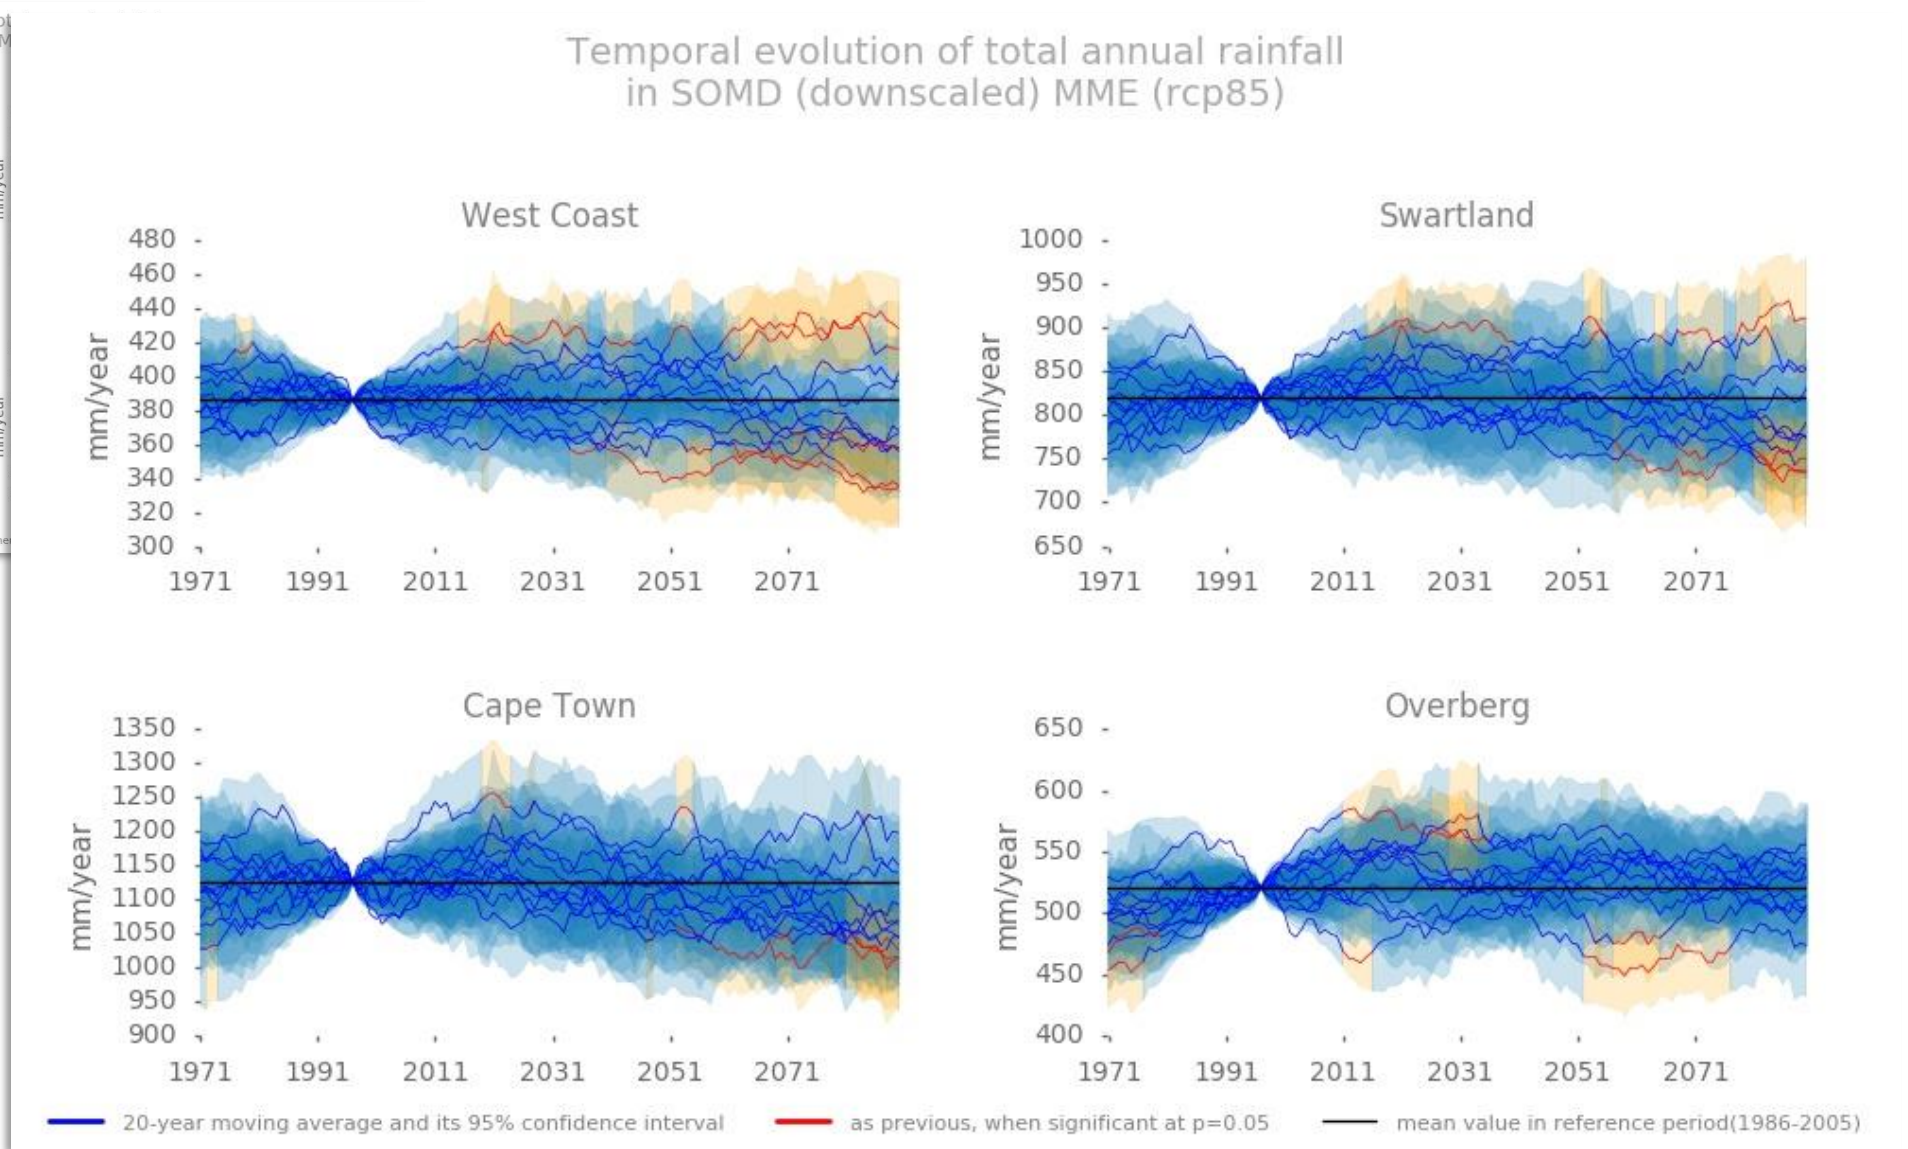 Temporal evolution of total annual rainfall
in SOMD (downscaled) MME (rcp85)
West Coast
480
460
440
420
400
380
360
340
320
300
mm/year
1971 1991 2011 2031 2051 2071
Swartland
1000
950
900
850
800
750
700
650
mm/year
1971 1991 2011 2031 2051 2071
Cape Town
1350
1300
1250
1200
1150
1100
1050
1000
950
900
mm/year
1971 1991 2011 2031 2051 2071
Overberg
650
600
550
500
450
400
mm/year
1971 1991 2011 2031 2051 2071
20-year moving average and its 95% confidence interval as previous, when significant at p=0.05 mean value in reference period(1986-2005)